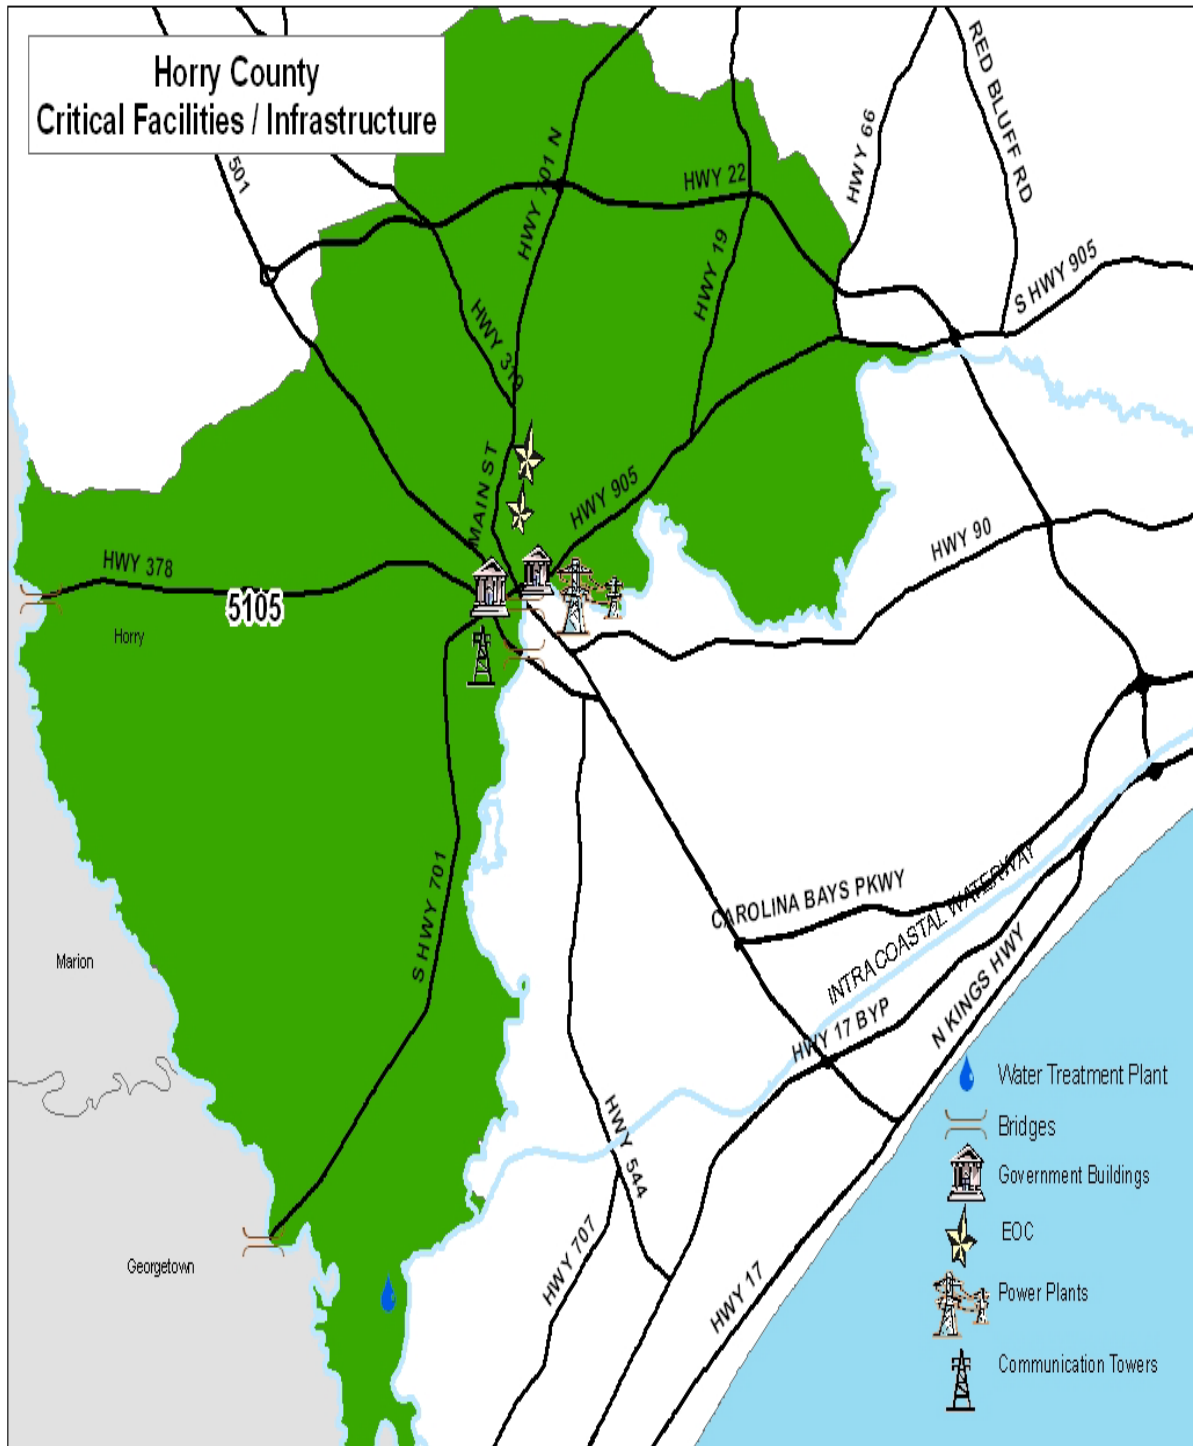 Horry County
Critical Facilities / Infrastructure
501
HWY 701 N
HWY 22
HWY 66
RED BLUFF RD
HWY 19
S HWY 905
HWY 319
MAIN ST
HWY 905
HWY 90
HWY 378
5105
Horry
S HWY 701
CAROLINA BAYS PKWY
INTRACOASTAL WATERWAY
Marion
HWY 17 BYP
N KINGS HWY
Water Treatment Plant
Bridges
HWY 544
Government Buildings
EOC
Georgetown
HWY 707
Power Plants
HWY 17
Communication Towers